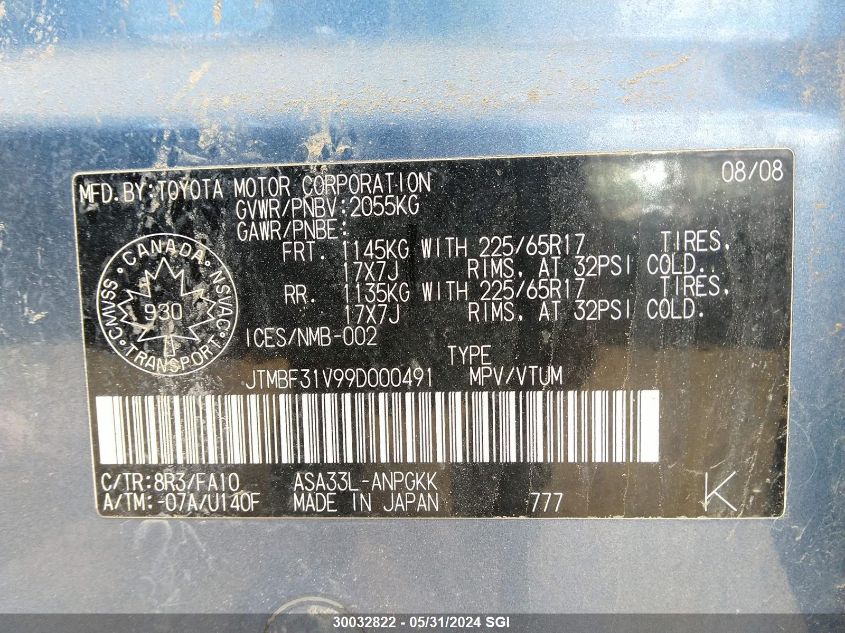 MFD.BY:TOYOTA MOTOR CORPORATION 08/08
GVWR/PNBV:2055KG
GAWR/PNBE:
FRT. 1145KG WITH 225/65R17 TIRES,
17X7J RIMS, AT 32PSI COLD.
RR. 1135KG WITH 225/65R17 TIRES,
17X7J RIMS, AT 32PSI COLD.
CANADA
CMVSS NSVAC
930
TRANSPORT
ICES/NMB-002
TYPE
JTMBF31V99D000491 MPV/VTUM
C/TR:8R3/FA10 ASA33L-ANPGKK
A/TM:-07A/U140F MADE IN JAPAN 777 K
30032822 - 05/31/2024 SGI